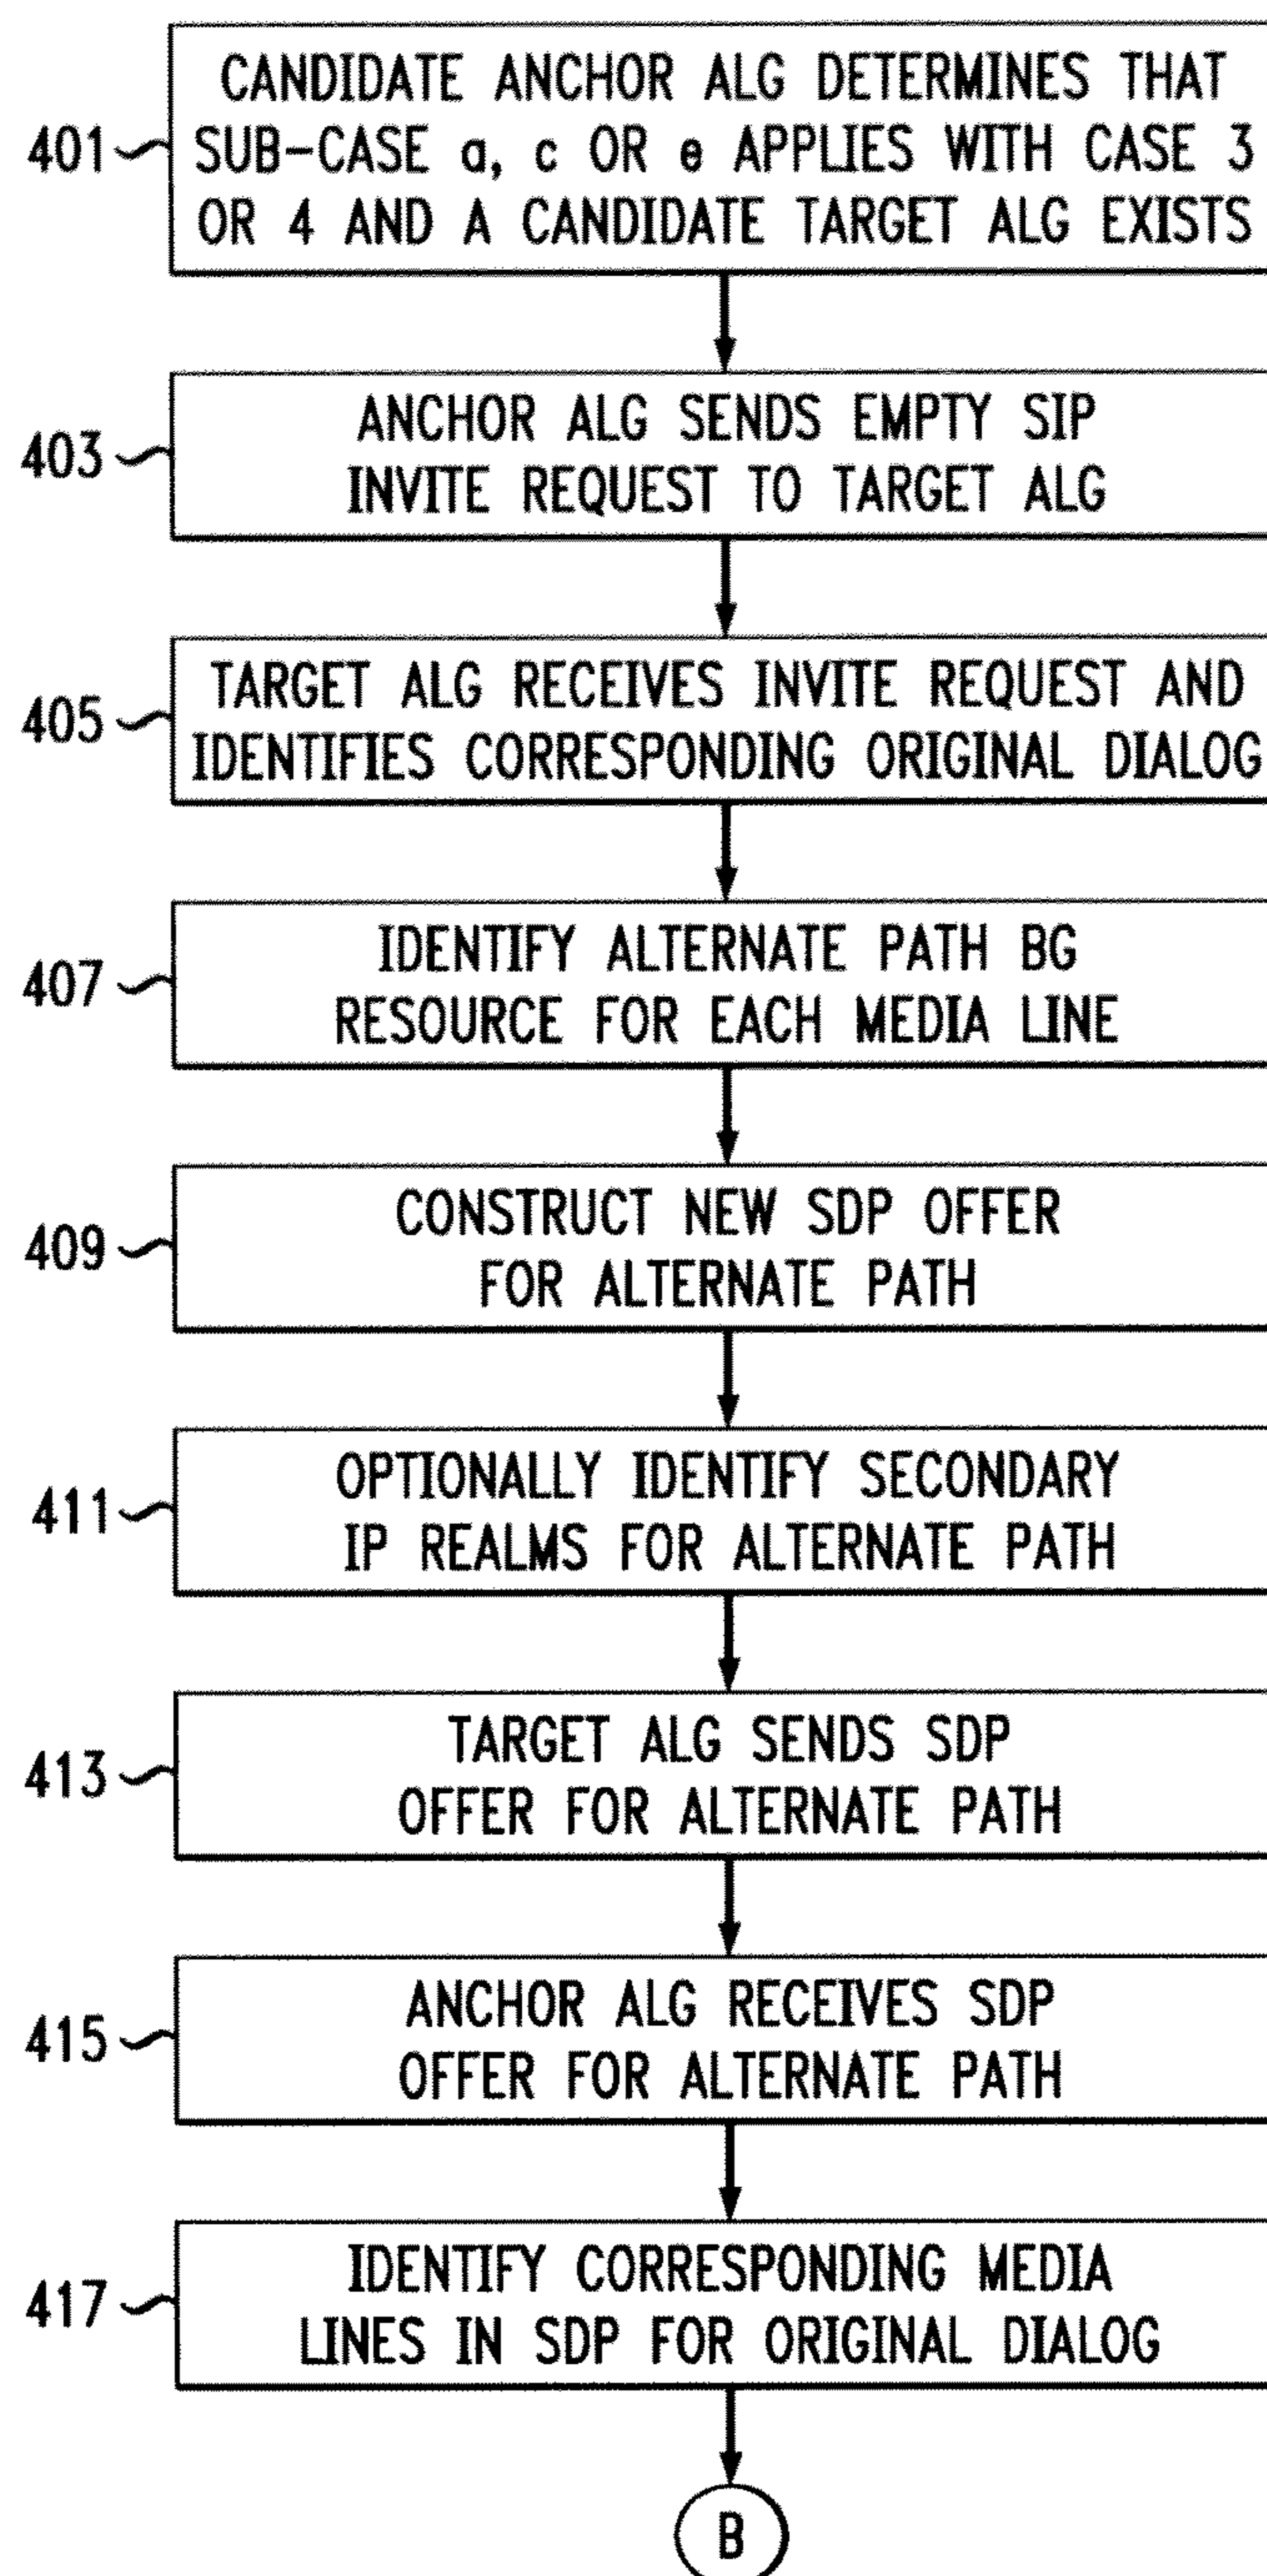 CANDIDATE ANCHOR ALG DETERMINES THAT
401 SUB-CASE a, c OR e APPLIES WITH CASE 3
OR 4 AND A CANDIDATE TARGET ALG EXISTS
403
ANCHOR ALG SENDS EMPTY SIP
INVITE REQUEST TO TARGET ALG
405
TARGET ALG RECEIVES INVITE REQUEST AND
IDENTIFIES CORRESPONDING ORIGINAL DIALOG
407
IDENTIFY ALTERNATE PATH BG
RESOURCE FOR EACH MEDIA LINE
409
CONSTRUCT NEW SDP OFFER
FOR ALTERNATE PATH
411
OPTIONALLY IDENTIFY SECONDARY
IP REALMS FOR ALTERNATE PATH
413
TARGET ALG SENDS SDP
OFFER FOR ALTERNATE PATH
415
ANCHOR ALG RECEIVES SDP
OFFER FOR ALTERNATE PATH
417
IDENTIFY CORRESPONDING MEDIA
LINES IN SDP FOR ORIGINAL DIALOG
B